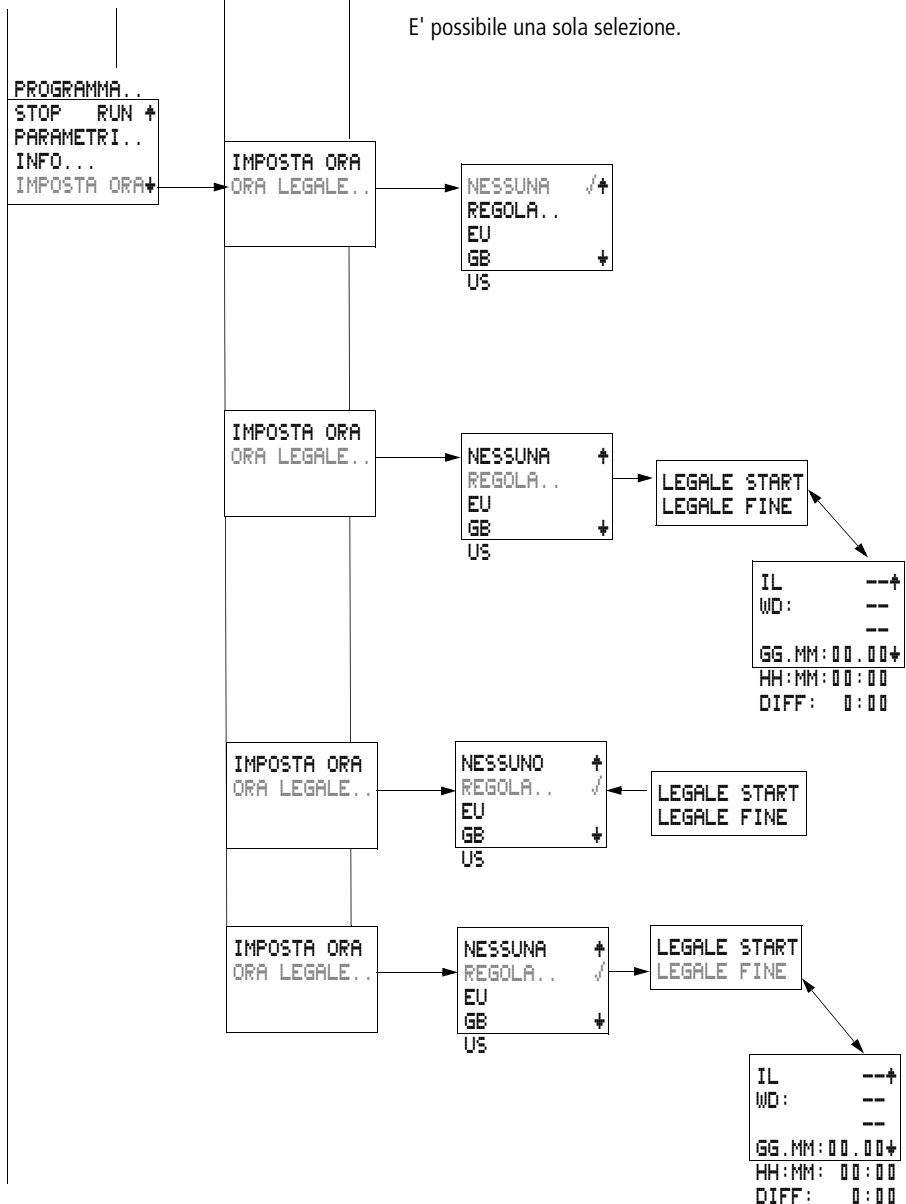 E' possibile una sola selezione.
PROGRAMMA..
STOP RUN
PARAMETRI..
INFO...
IMPOSTA ORA
IMPOSTA ORA
ORA LEGALE..
NESSUNA √
REGOLA..
EU
GB
US
IMPOSTA ORA
ORA LEGALE..
NESSUNA
REGOLA..
EU
GB
US
LEGALE START
LEGALE FINE
IL --
WD: --
--
GG.MM:00.00
HH:MM:00:00
DIFF: 0:00
IMPOSTA ORA
ORA LEGALE..
NESSUNO
REGOLA.. √
EU
GB
US
LEGALE START
LEGALE FINE
IMPOSTA ORA
ORA LEGALE..
NESSUNA
REGOLA.. √
EU
GB
US
LEGALE START
LEGALE FINE
IL --
WD: --
--
GG.MM:00.00
HH:MM: 00:00
DIFF: 0:00